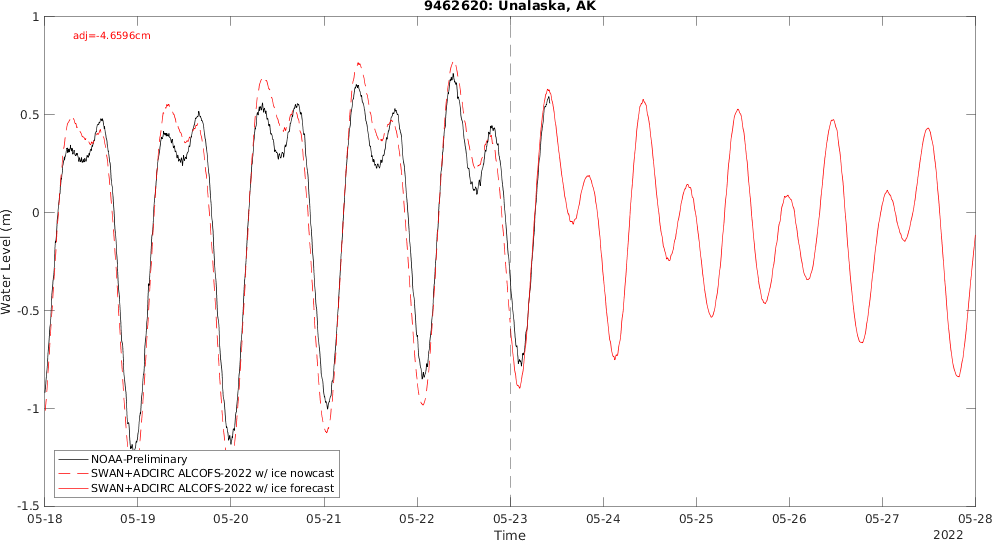 9462620: Unalaska, AK
adj=-4.6596cm
1
0.5
0
-0.5
-1
-1.5
Water Level (m)
NOAA-Preliminary
SWAN+ADCIRC ALCOFS-2022 w/ ice nowcast
SWAN+ADCIRC ALCOFS-2022 w/ ice forecast
05-18 05-19 05-20 05-21 05-22 05-23 05-24 05-25 05-26 05-27 05-28
Time
2022